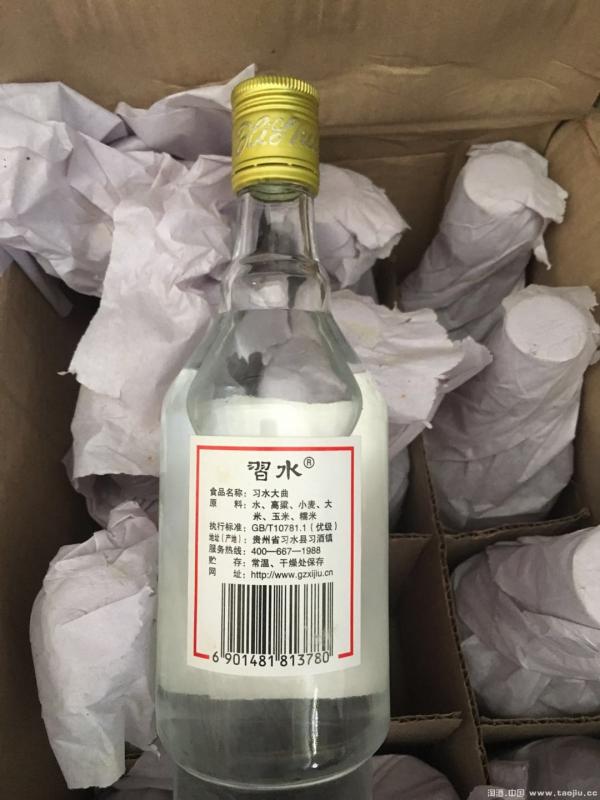 習水®
食品名称：习水大曲
原　　料：水、高粱、小麦、大
米、玉米、糯米
执行标准：GB/T10781.1（优级）
地址（产地）：贵州省习水县习酒镇
服务热线：400—667—1988
贮　　存：常温、干燥处保存
网　　址：http://www.gzxijiu.cn
6 901481 813780
淘酒.中国 www.taojiu.cc